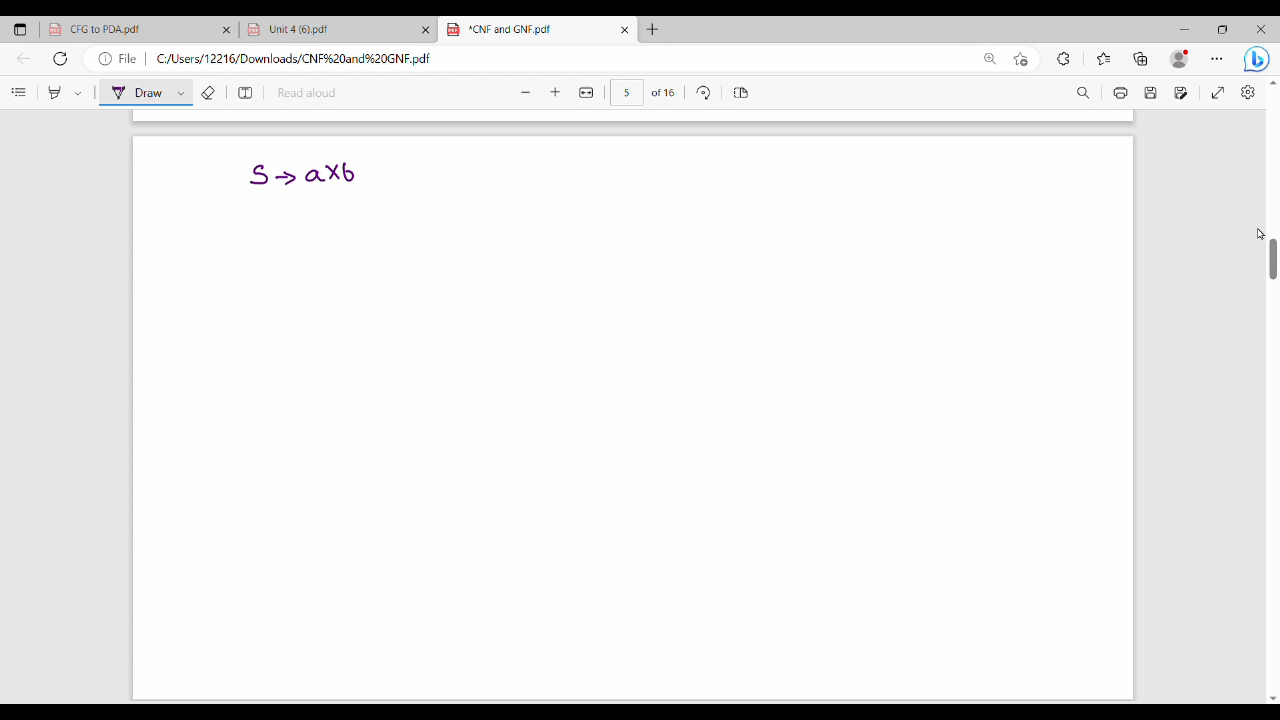 CFG to PDA.pdf
Unit 4 (6).pdf
*CNF and GNF.pdf
File
C:/Users/12216/Downloads/CNF%20and%20GNF.pdf
Draw
Read aloud
5
of 16
S → aXb